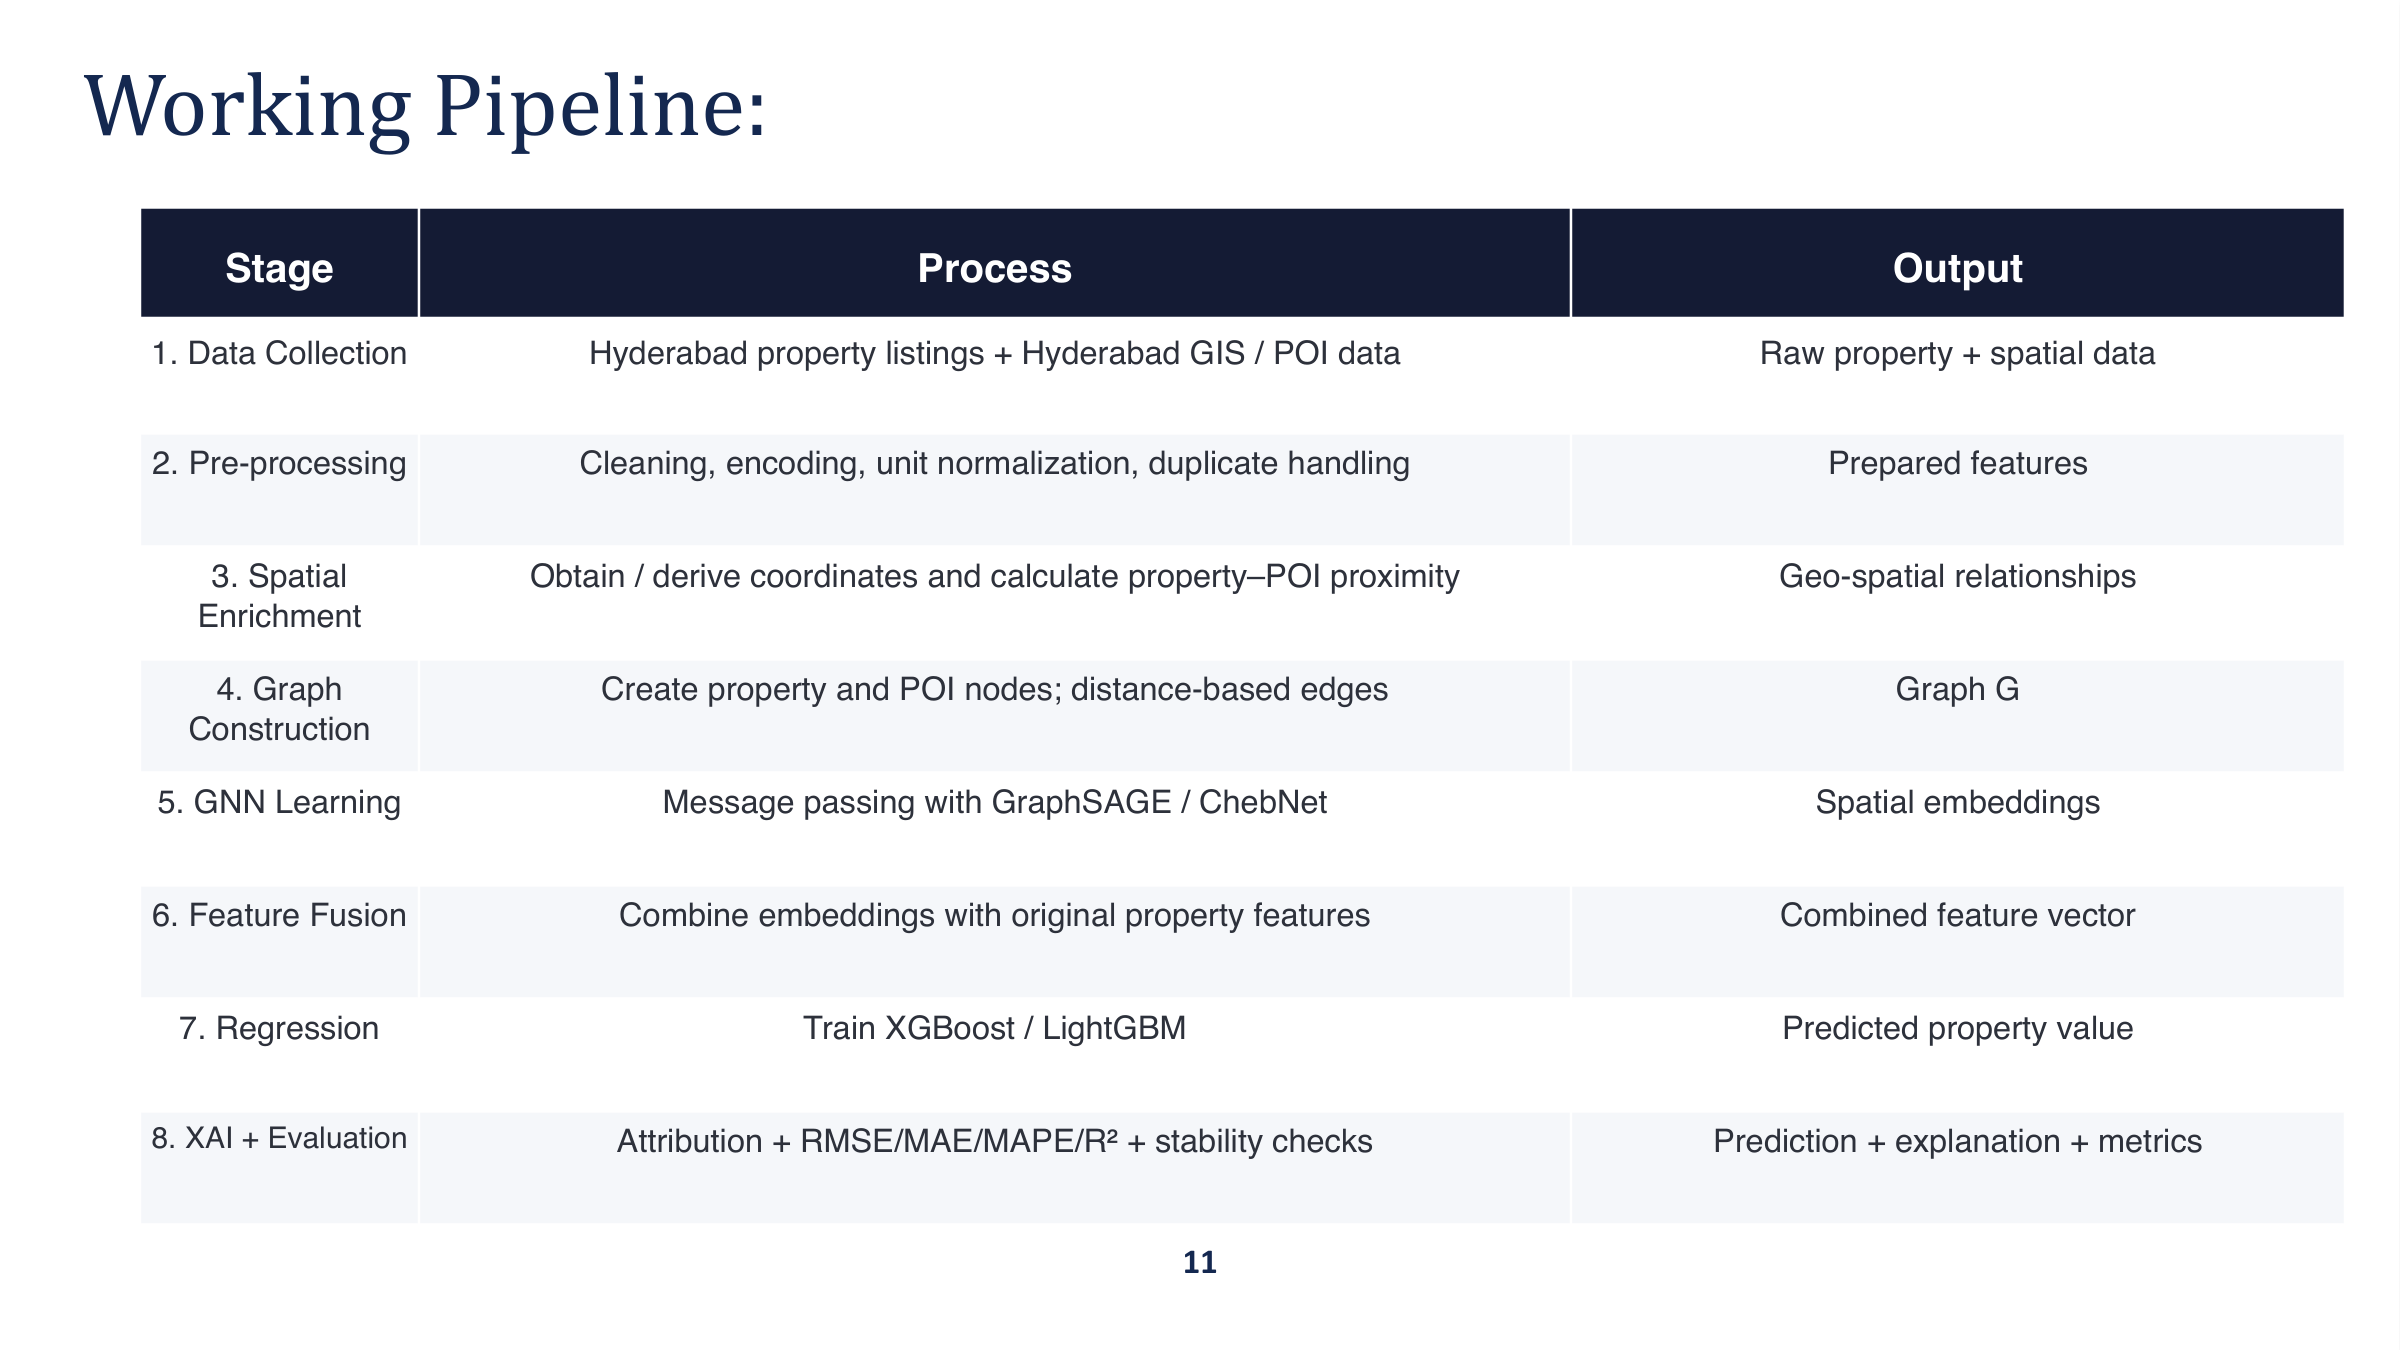 Working Pipeline:
Stage Process Output
1. Data Collection Hyderabad property listings + Hyderabad GIS / POI data Raw property + spatial data
2. Pre-processing Cleaning, encoding, unit normalization, duplicate handling Prepared features
3. Spatial Obtain / derive coordinates and calculate property–POI proximity Geo-spatial relationships
Enrichment
4. Graph Create property and POI nodes; distance-based edges Graph G
Construction
5. GNN Learning Message passing with GraphSAGE / ChebNet Spatial embeddings
6. Feature Fusion Combine embeddings with original property features Combined feature vector
7. Regression Train XGBoost / LightGBM Predicted property value
8. XAI + Evaluation Attribution + RMSE/MAE/MAPE/R² + stability checks Prediction + explanation + metrics
11